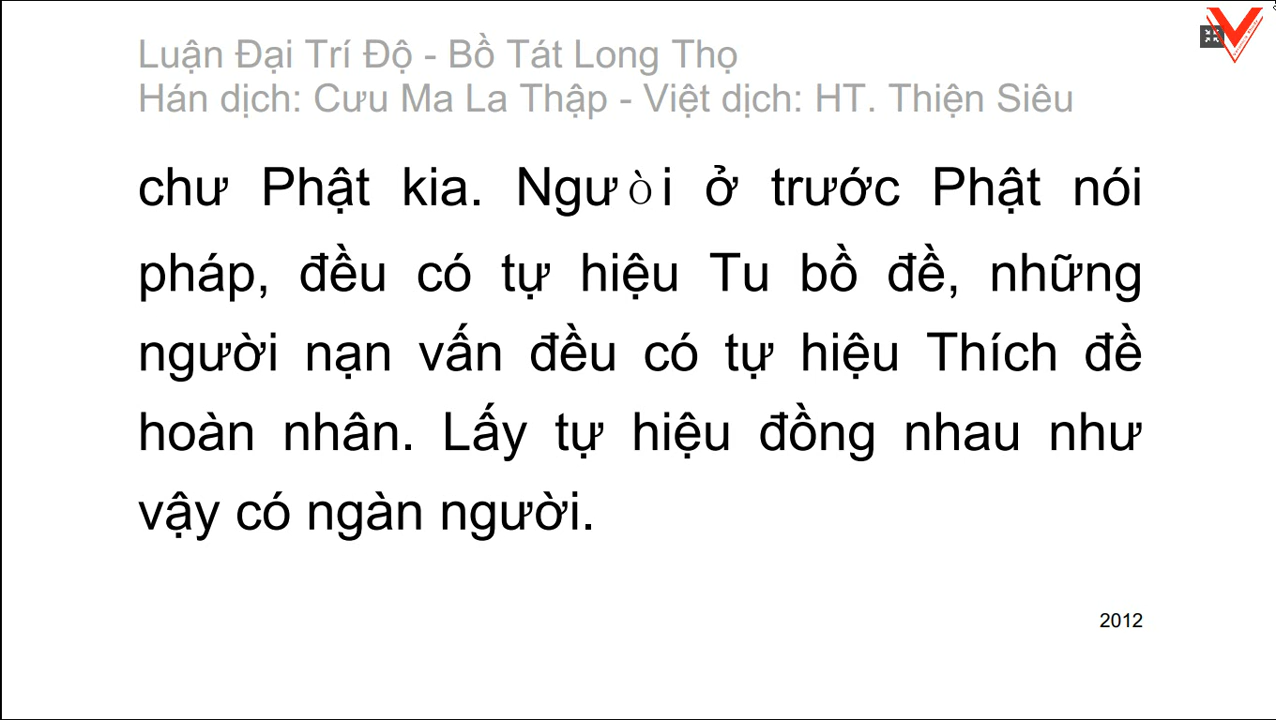 Luận Đại Trí Độ - Bồ Tát Long Thọ
Hán dịch: Cưu Ma La Thập - Việt dịch: HT. Thiện Siêu
chư Phật kia. Người ở trước Phật nói
pháp, đều có tự hiệu Tu bồ đề, những
người nạn vấn đều có tự hiệu Thích đề
hoàn nhân. Lấy tự hiệu đồng nhau như
vậy có ngàn người.
2012